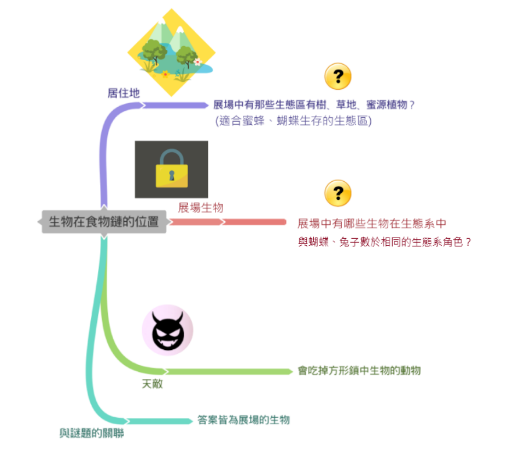 居住地
?
展場中有那些生態區有樹、草地、蜜源植物？
(適合蜜蜂、蝴蝶生存的生態區)
展場生物
生物在食物鏈的位置
?
展場中有哪些生物在生態系中
與蝴蝶、兔子數於相同的生態系角色？
會吃掉方形鎖中生物的動物
天敵
答案皆為展場的生物
與謎題的關聯